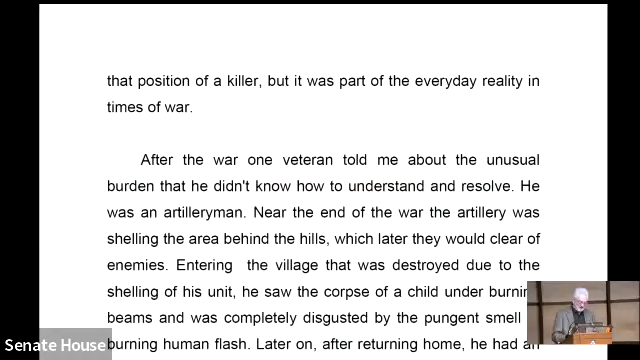 that position of a killer, but it was part of the everyday reality in
times of war.
After the war one veteran told me about the unusual
burden that he didn't know how to understand and resolve. He
was an artilleryman. Near the end of the war the artillery was
shelling the area behind the hills, which later they would clear of
enemies. Entering the village that was destroyed due to the
shelling of his unit, he saw the corpse of a child under
beams and was completely disgusted by the pungent smell
burning human flash. Later on, after returning home, he had an
Senate House